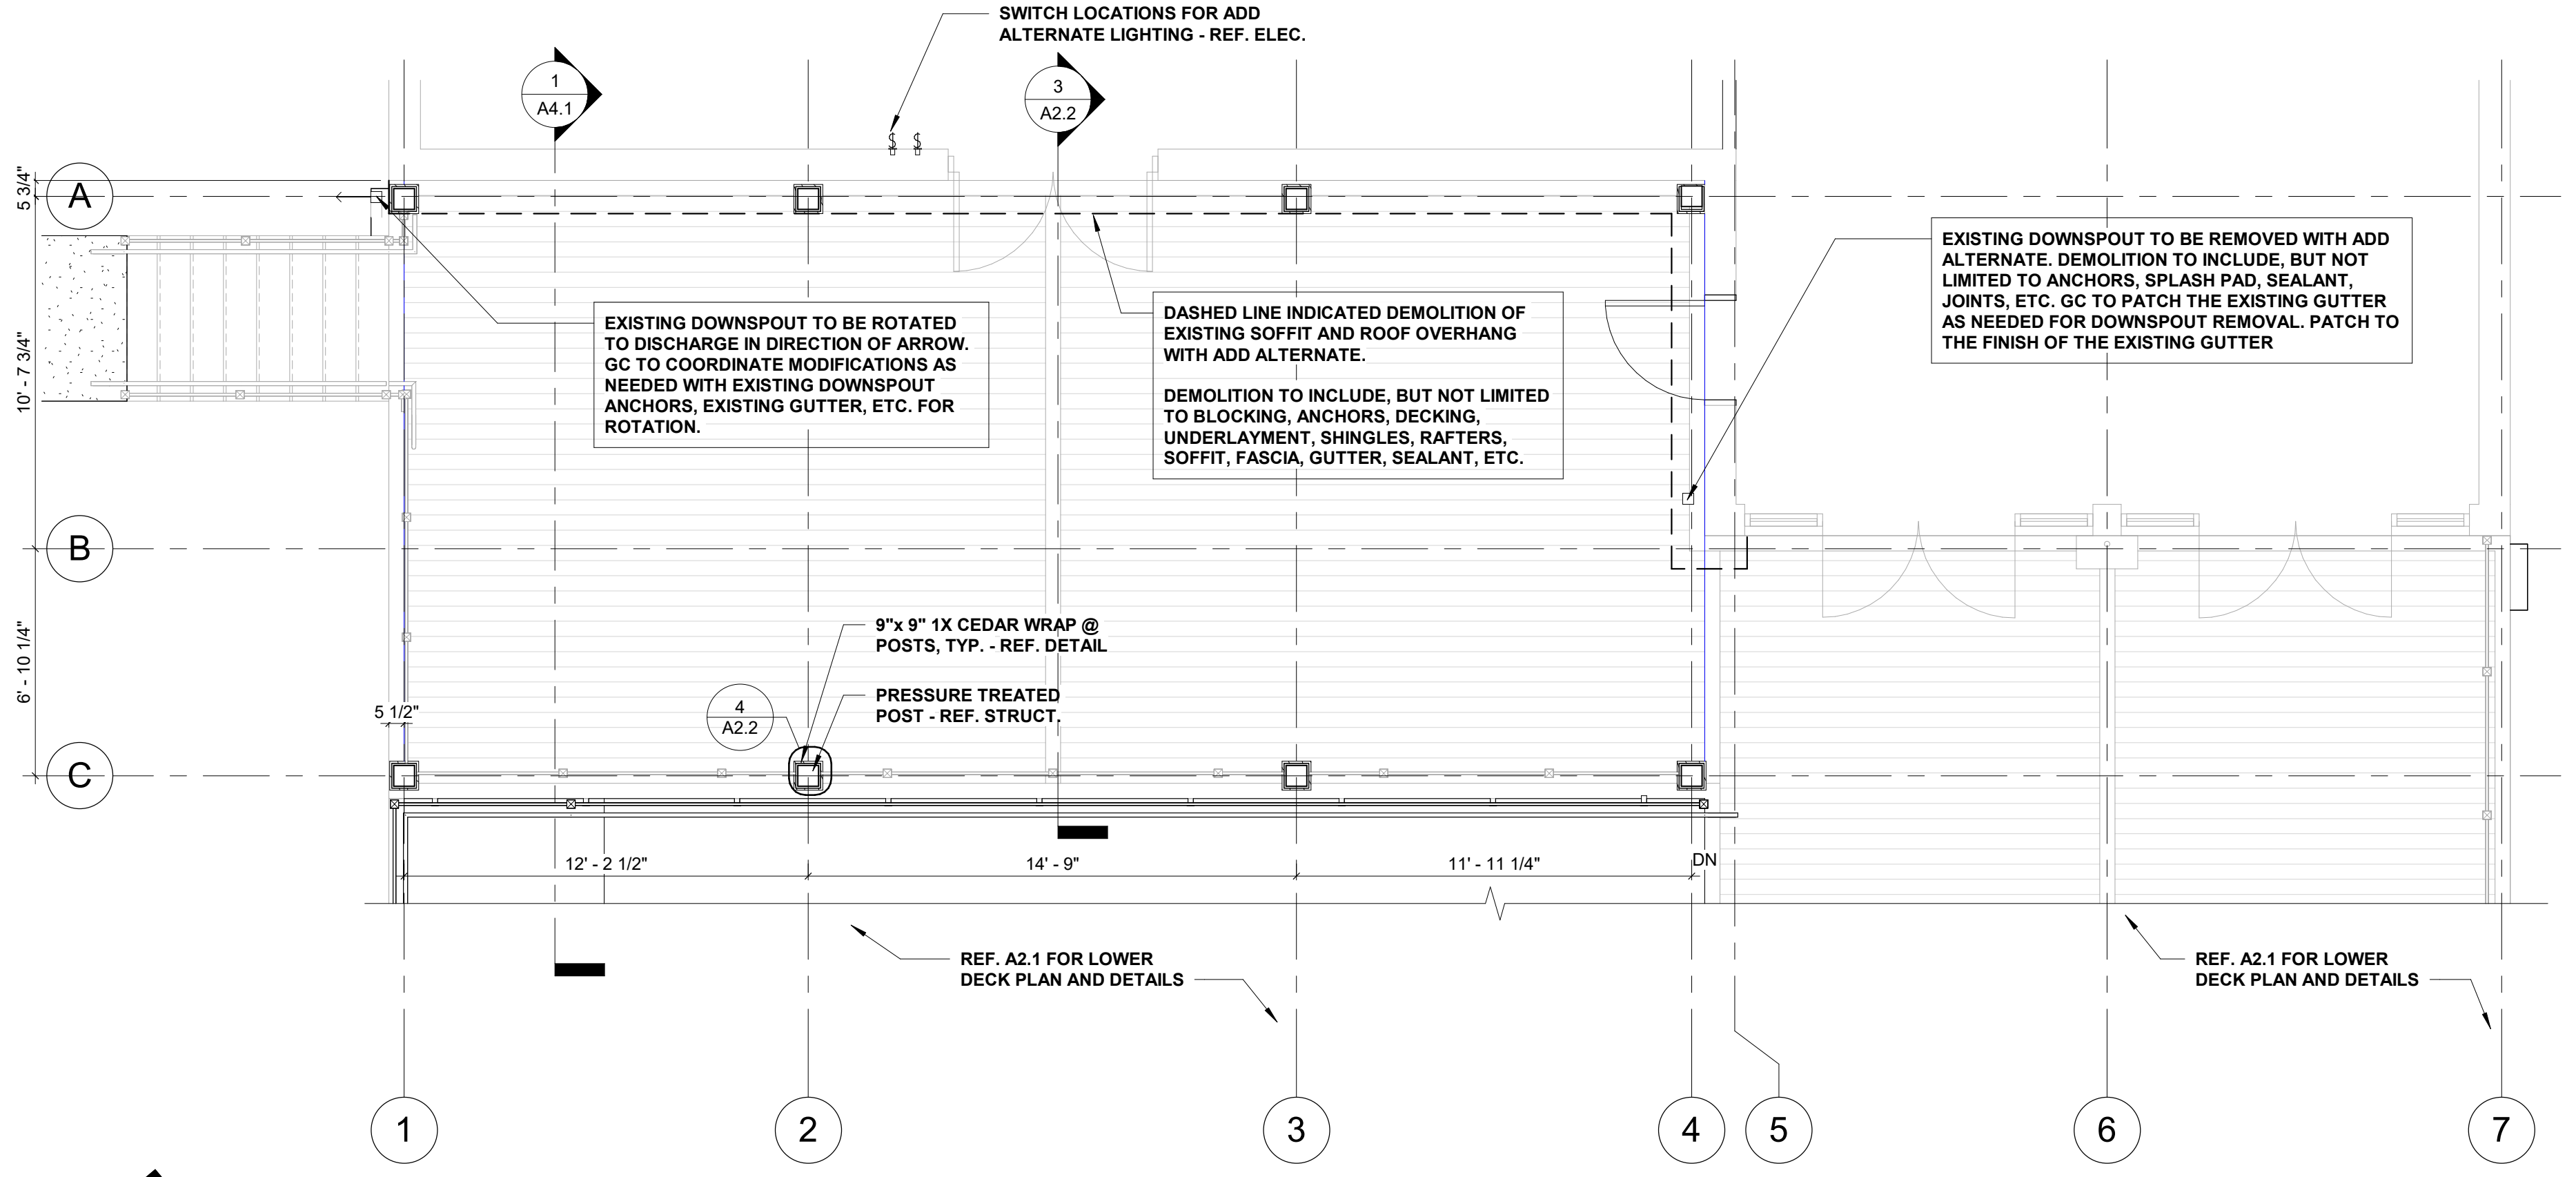 SWITCH LOCATIONS FOR ADD
ALTERNATE LIGHTING - REF. ELEC.
1
A4.1
3
A2.2
$ $
5 3/4"
A
10' - 7 3/4"
B
6' - 10 1/4"
C
EXISTING DOWNSPOUT TO BE ROTATED
TO DISCHARGE IN DIRECTION OF ARROW.
GC TO COORDINATE MODIFICATIONS AS
NEEDED WITH EXISTING DOWNSPOUT
ANCHORS, EXISTING GUTTER, ETC. FOR
ROTATION.
DASHED LINE INDICATED DEMOLITION OF
EXISTING SOFFIT AND ROOF OVERHANG
WITH ADD ALTERNATE.
DEMOLITION TO INCLUDE, BUT NOT LIMITED
TO BLOCKING, ANCHORS, DECKING,
UNDERLAYMENT, SHINGLES, RAFTERS,
SOFFIT, FASCIA, GUTTER, SEALANT, ETC.
EXISTING DOWNSPOUT TO BE REMOVED WITH ADD
ALTERNATE. DEMOLITION TO INCLUDE, BUT NOT
LIMITED TO ANCHORS, SPLASH PAD, SEALANT,
JOINTS, ETC. GC TO PATCH THE EXISTING GUTTER
AS NEEDED FOR DOWNSPOUT REMOVAL. PATCH TO
THE FINISH OF THE EXISTING GUTTER
9"x 9" 1X CEDAR WRAP @
POSTS, TYP. - REF. DETAIL
PRESSURE TREATED
POST - REF. STRUCT.
4
A2.2
5 1/2"
12' - 2 1/2"
14' - 9"
11' - 11 1/4"
DN
REF. A2.1 FOR LOWER
DECK PLAN AND DETAILS
REF. A2.1 FOR LOWER
DECK PLAN AND DETAILS
1
2
3
4
5
6
7